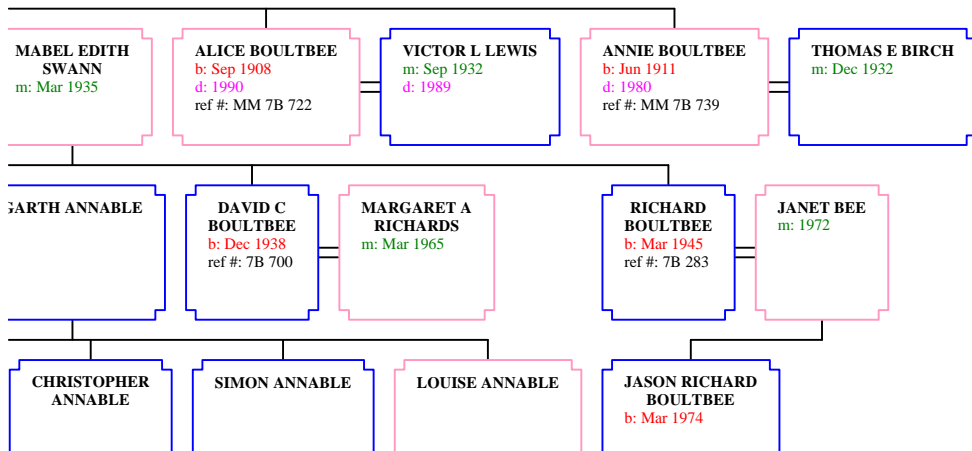 MABEL EDITH
SWANN
m: Mar 1935
ALICE BOULTBEE
b: Sep 1908
d: 1990
ref #: MM 7B 722
VICTOR L LEWIS
m: Sep 1932
d: 1989
ANNIE BOULTBEE
b: Jun 1911
d: 1980
ref #: MM 7B 739
THOMAS E BIRCH
m: Dec 1932
GARTH ANNABLE
DAVID C
BOULTBEE
b: Dec 1938
ref #: 7B 700
MARGARET A
RICHARDS
m: Mar 1965
RICHARD
BOULTBEE
b: Mar 1945
ref #: 7B 283
JANET BEE
m: 1972
CHRISTOPHER
ANNABLE
SIMON ANNABLE
LOUISE ANNABLE
JASON RICHARD
BOULTBEE
b: Mar 1974